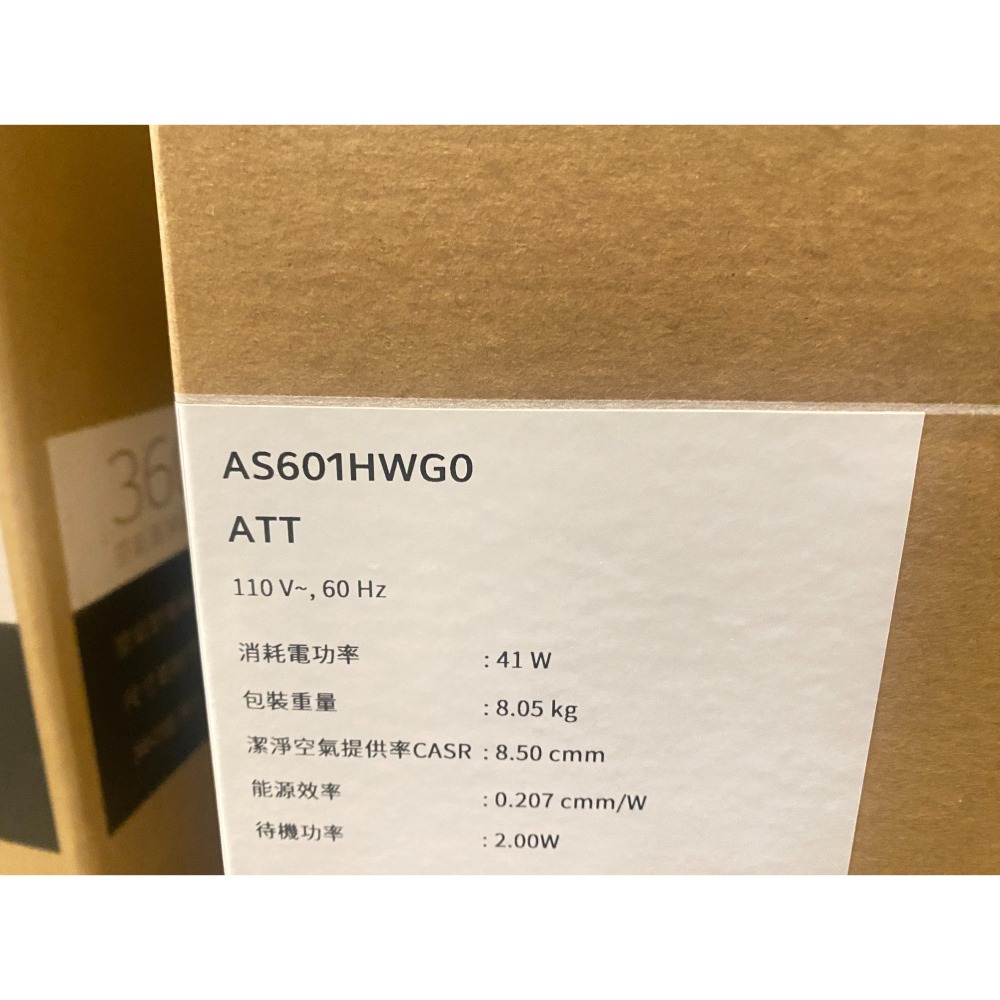 AS601HWG0
ATT
110 V~, 60 Hz
消耗電功率 : 41 W
包裝重量 : 8.05 kg
潔淨空氣提供率CASR : 8.50 cmm
能源效率 : 0.207 cmm/W
待機功率 : 2.00W
36